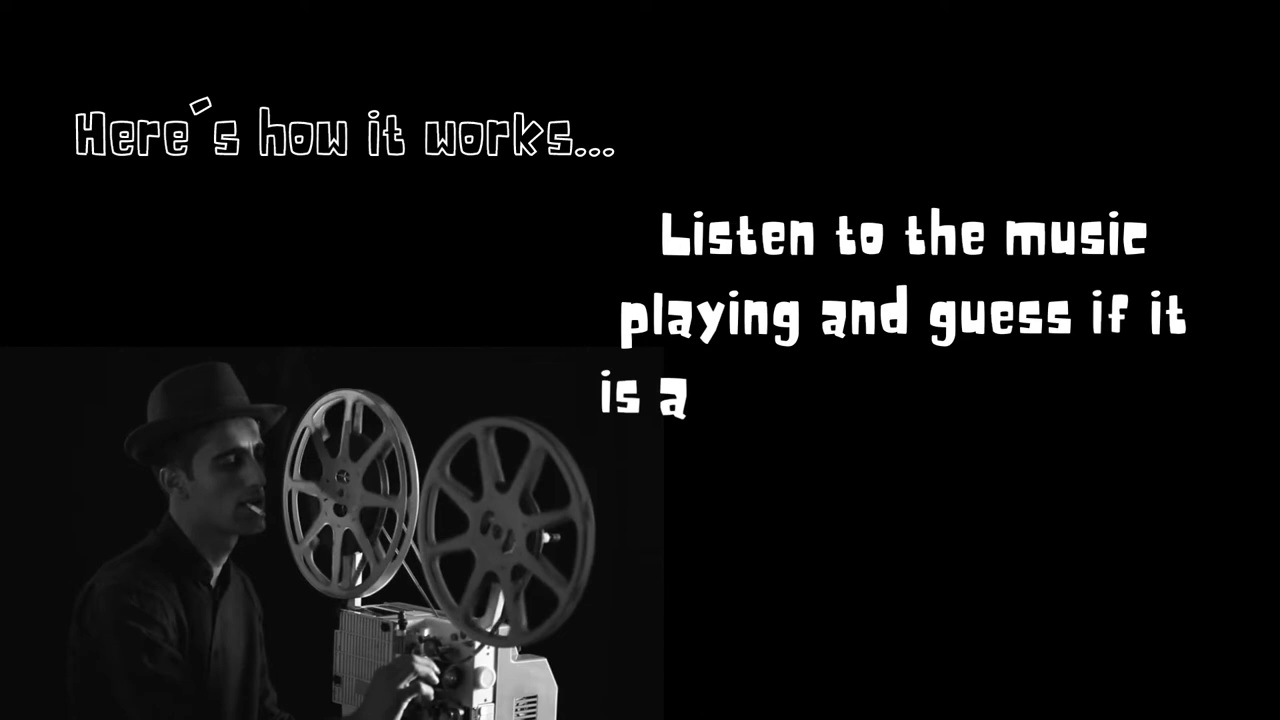 Here´s how it works...
Listen to the music
playing and guess if it
is a